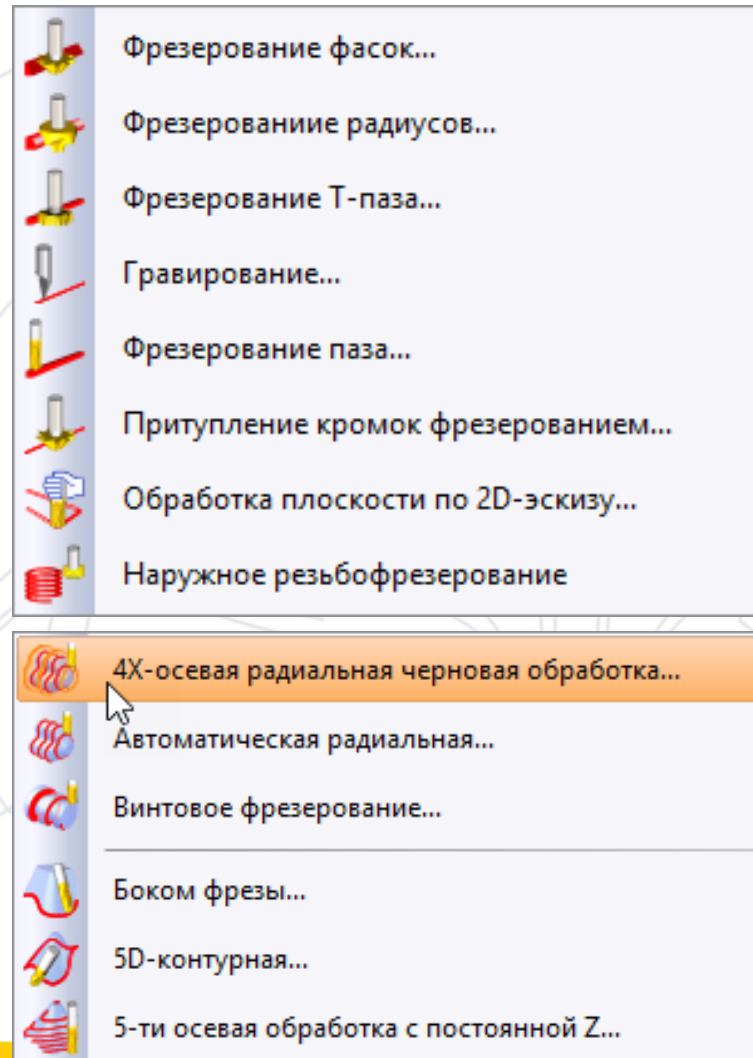 Фрезерование фасок...
Фрезерованиие радиусов...
Фрезерование Т-паза...
Гравирование...
Фрезерование паза...
Притупление кромок фрезерованием...
Обработка плоскости по 2D-эскизу...
Наружное резьбофрезерование
4X-осевая радиальная черновая обработка...
Автоматическая радиальная...
Винтовое фрезерование...
Боком фрезы...
5D-контурная...
5-ти осевая обработка с постоянной Z...